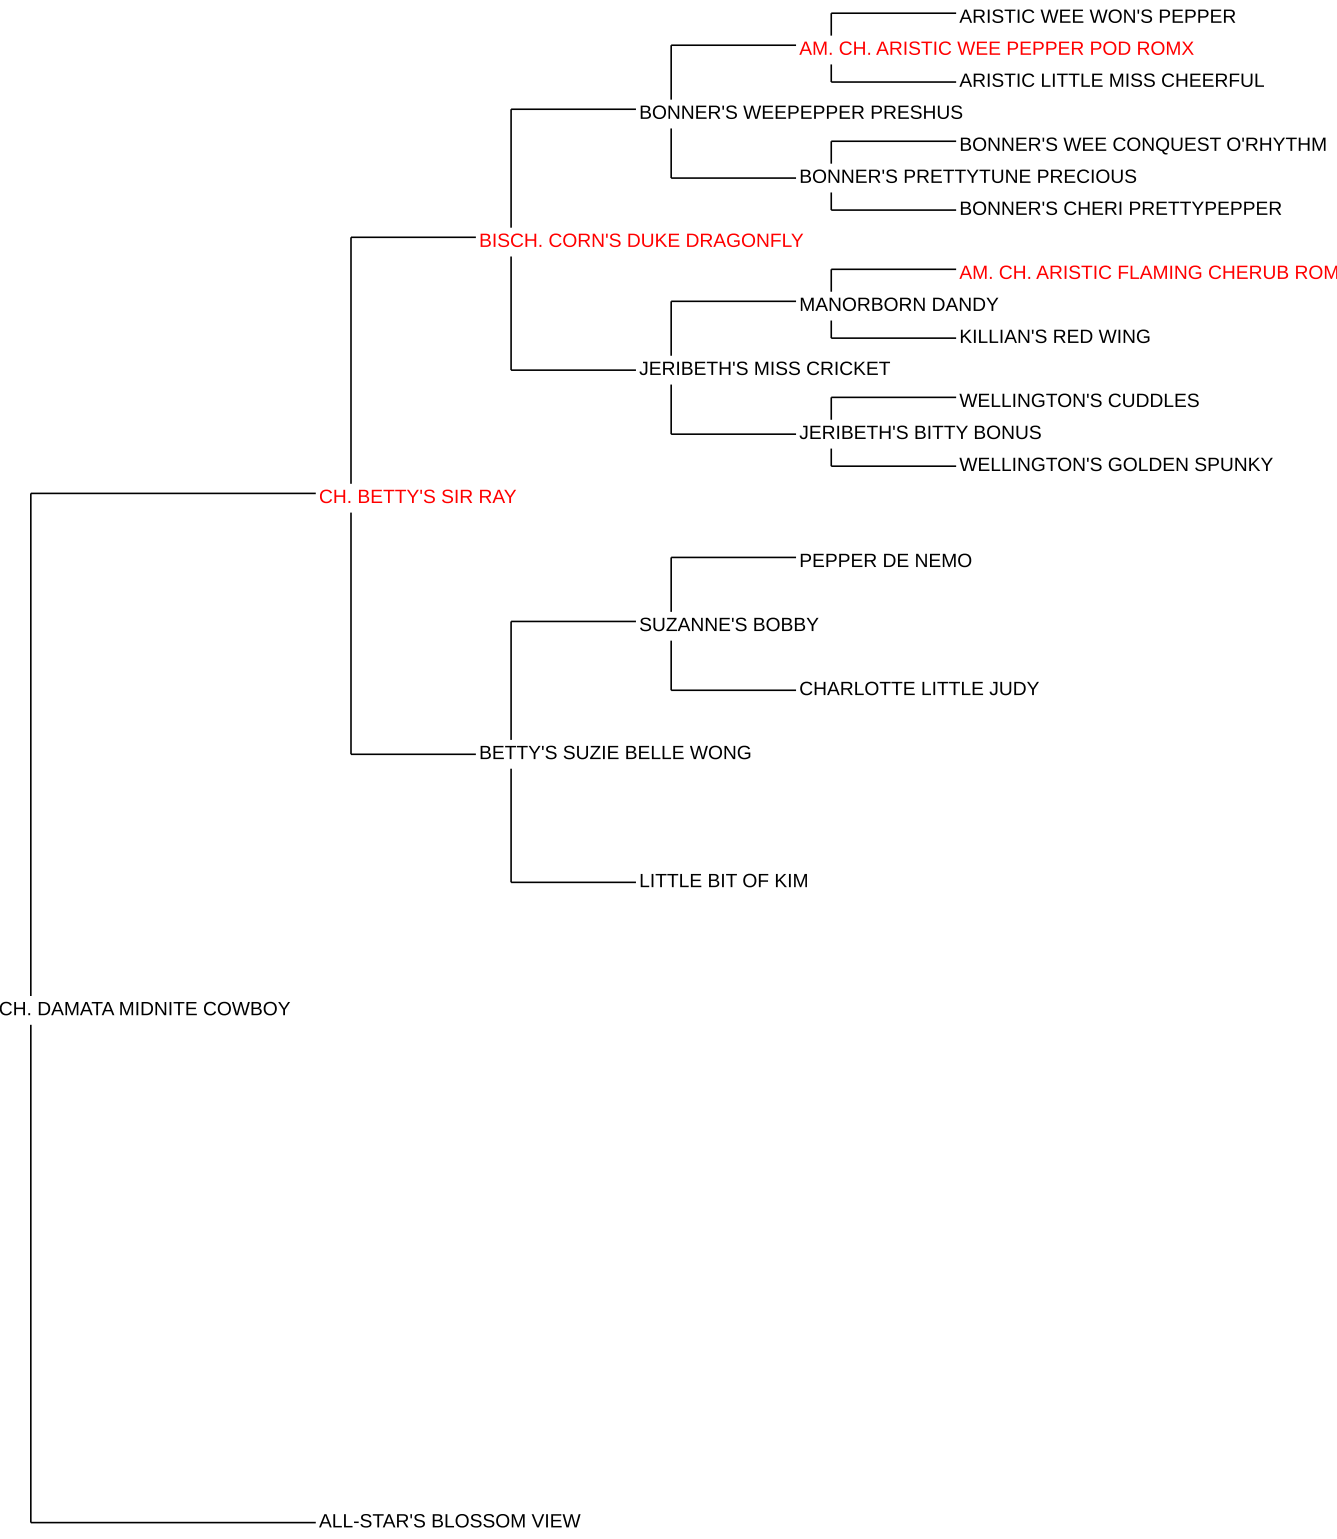 ARISTIC WEE WON'S PEPPER
AM. CH. ARISTIC WEE PEPPER POD ROMX
ARISTIC LITTLE MISS CHEERFUL
BONNER'S WEEPEPPER PRESHUS
BONNER'S WEE CONQUEST O'RHYTHM
BONNER'S PRETTYTUNE PRECIOUS
BONNER'S CHERI PRETTYPEPPER
BISCH. CORN'S DUKE DRAGONFLY
AM. CH. ARISTIC FLAMING CHERUB ROM
MANORBORN DANDY
KILLIAN'S RED WING
JERIBETH'S MISS CRICKET
WELLINGTON'S CUDDLES
JERIBETH'S BITTY BONUS
WELLINGTON'S GOLDEN SPUNKY
CH. BETTY'S SIR RAY
PEPPER DE NEMO
SUZANNE'S BOBBY
CHARLOTTE LITTLE JUDY
BETTY'S SUZIE BELLE WONG
LITTLE BIT OF KIM
CH. DAMATA MIDNITE COWBOY
ALL-STAR'S BLOSSOM VIEW